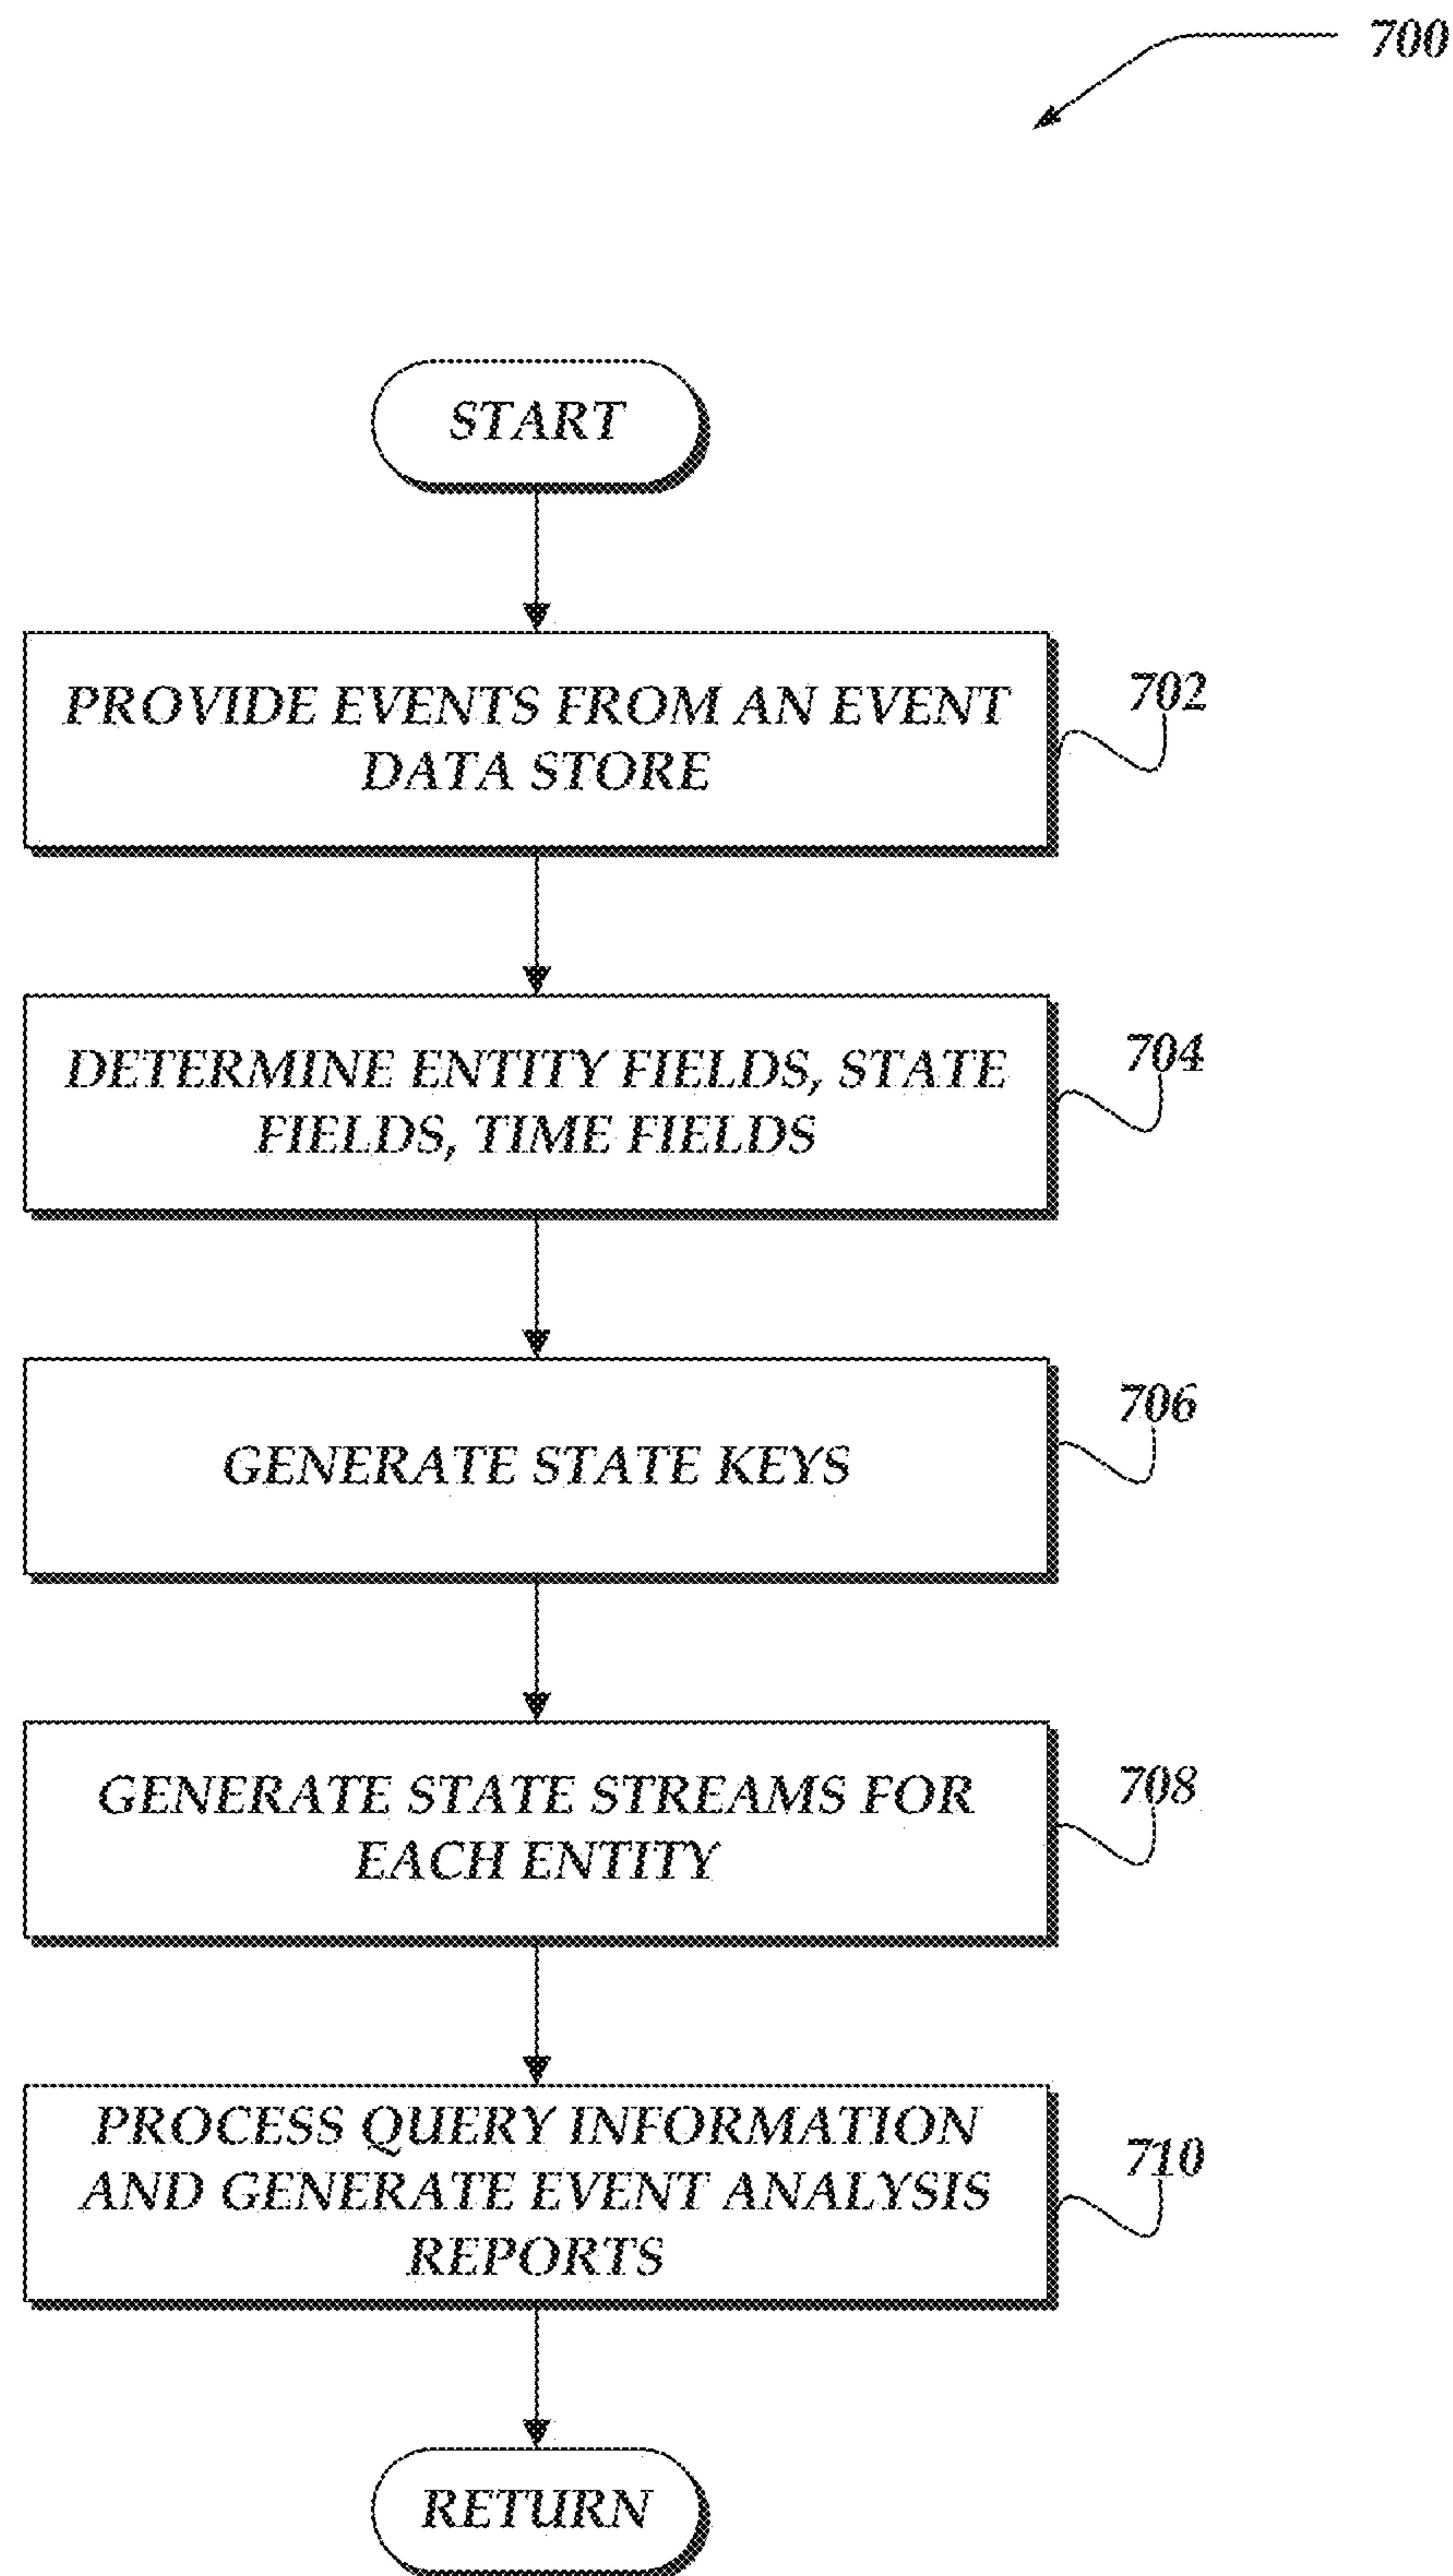 700
START
PROVIDE EVENTS FROM AN EVENT
DATA STORE
702
DETERMINE ENTITY FIELDS, STATE
FIELDS, TIME FIELDS
704
GENERATE STATE KEYS
706
GENERATE STATE STREAMS FOR
EACH ENTITY
708
PROCESS QUERY INFORMATION
AND GENERATE EVENT ANALYSIS
REPORTS
710
RETURN